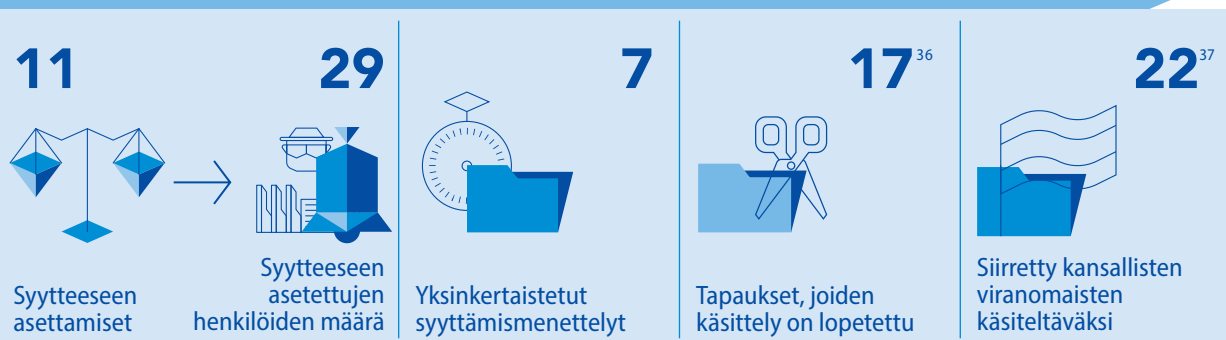 11
Syytteeseen
asettamiset
29
Syytteeseen
asetettujen
henkilöiden määrä
7
Yksinkertaistetut
syyttämismenettelyt
17 36
Tapaukset, joiden
käsittely on lopetettu
22 37
Siirretty kansallisten
viranomaisten
käsiteltäväksi